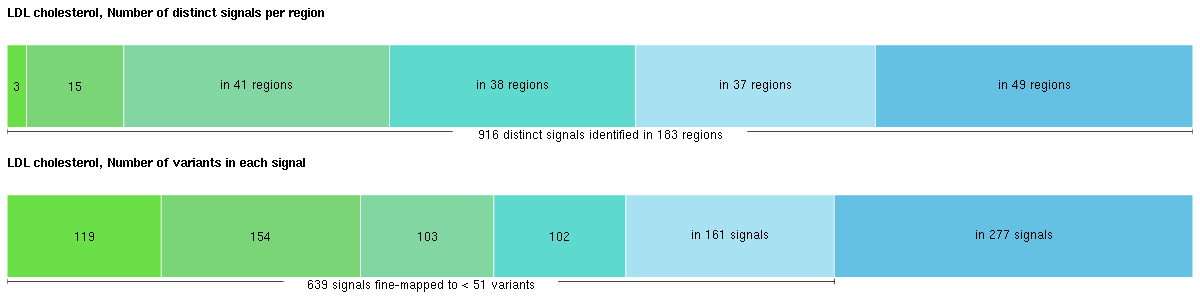 LDL cholesterol, Number of distinct signals per region
3 15 in 41 regions in 38 regions in 37 regions in 49 regions
916 distinct signals identified in 183 regions
LDL cholesterol, Number of variants in each signal
119 154 103 102 in 161 signals in 277 signals
639 signals fine-mapped to < 51 variants